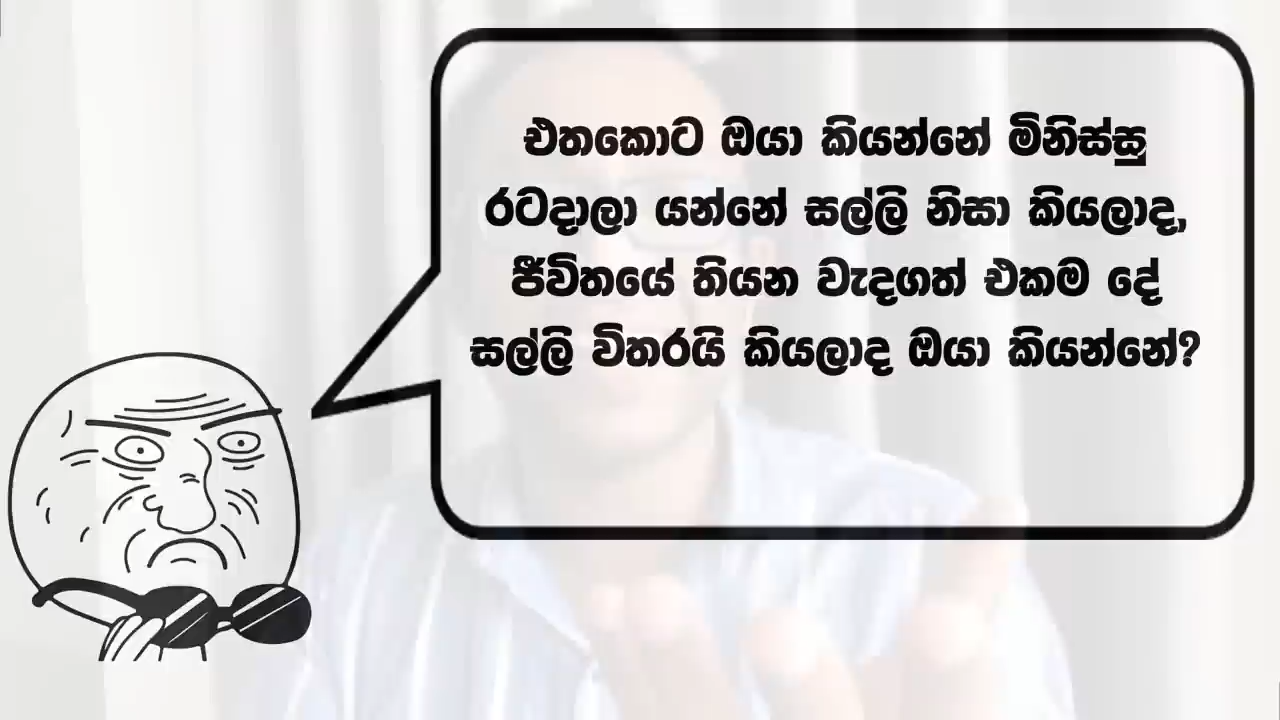 එතකොට ඔයා කියන්නේ මිනිස්සු
රටදාලා යන්නේ සල්ලි නිසා කියලාද,
ජීවිතයේ තියන වැදගත් එකම දේ
සල්ලි විතරයි කියලාද ඔයා කියන්නේ?